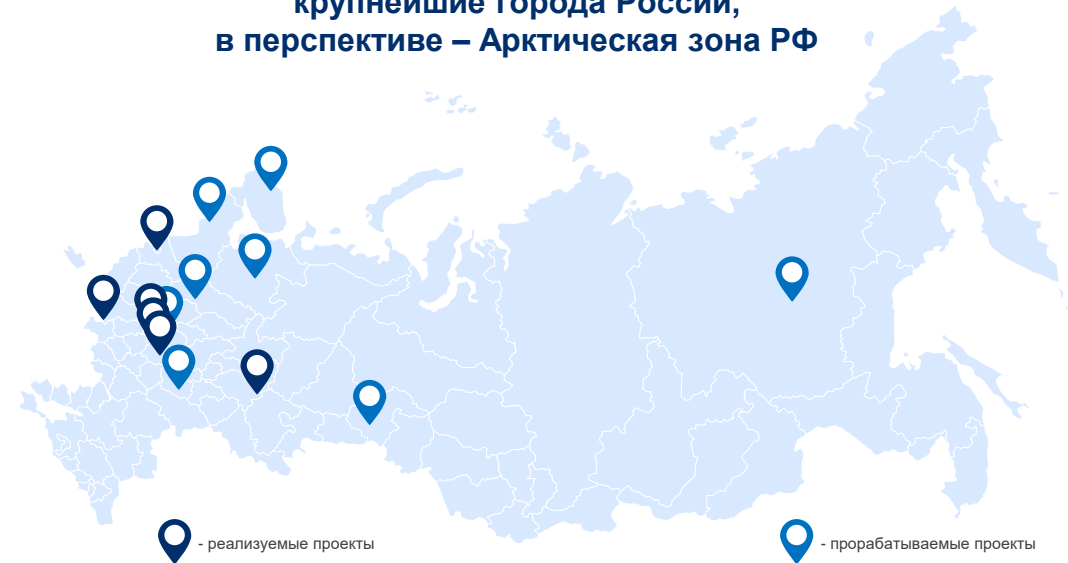 крупнейшие города России,
в перспективе – Арктическая зона РФ
- реализуемые проекты
- прорабатываемые проекты